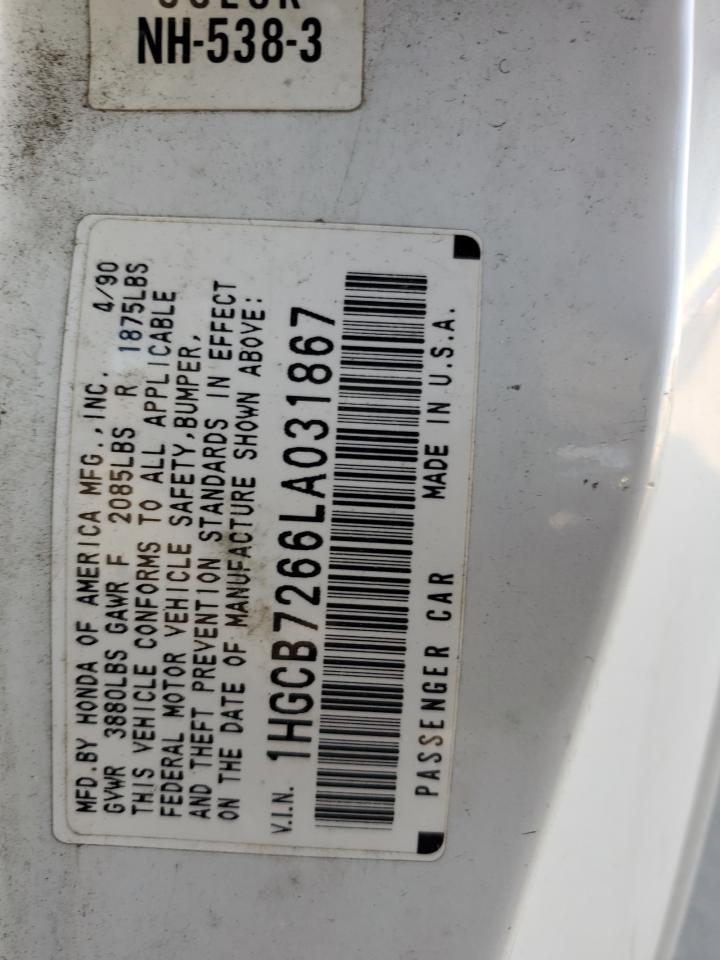 COLOR
NH-538-3
MFD. BY HONDA OF AMERICA MFG., INC. 4/90
GVWR 3880LBS GAWR F 2085LBS R 1875LBS
THIS VEHICLE CONFORMS TO ALL APPLICABLE
FEDERAL MOTOR VEHICLE SAFETY, BUMPER,
AND THEFT PREVENTION STANDARDS IN EFFECT
ON THE DATE OF MANUFACTURE SHOWN ABOVE:
V.I.N. 1HGCB7266LA031867
PASSENGER CAR MADE IN U.S.A.